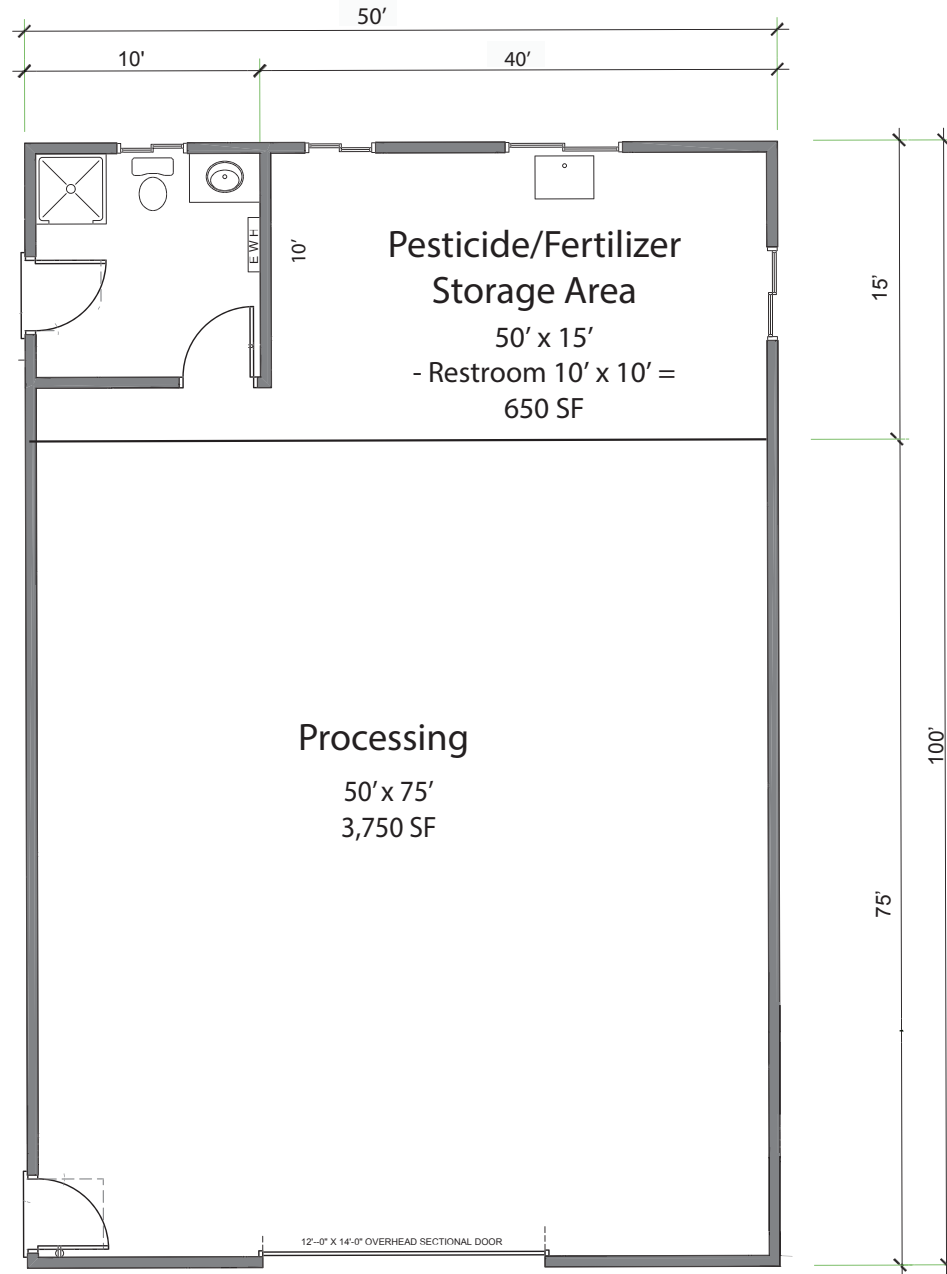 50’
10'
40’
EWH
10’
Pesticide/Fertilizer
Storage Area
50’ x 15’
- Restroom 10’ x 10’ =
650 SF
15’
Processing
50’ x 75’
3,750 SF
100’
75’
12'--0" X 14'-0" OVERHEAD SECTIONAL DOOR